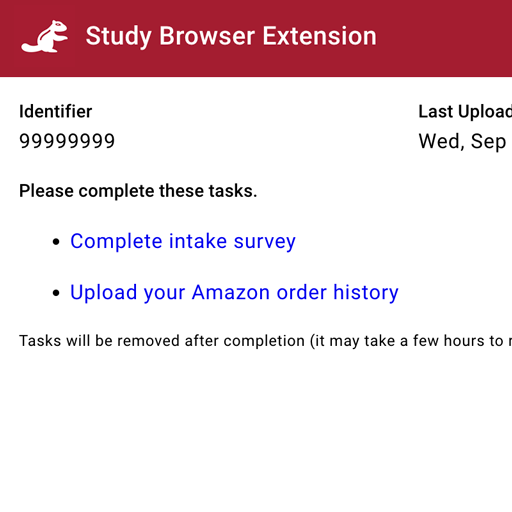 Study Browser Extension
Identifier
Last Upload
99999999
Wed, Sep
Please complete these tasks.
Complete intake survey
Upload your Amazon order history
Tasks will be removed after completion (it may take a few hours to